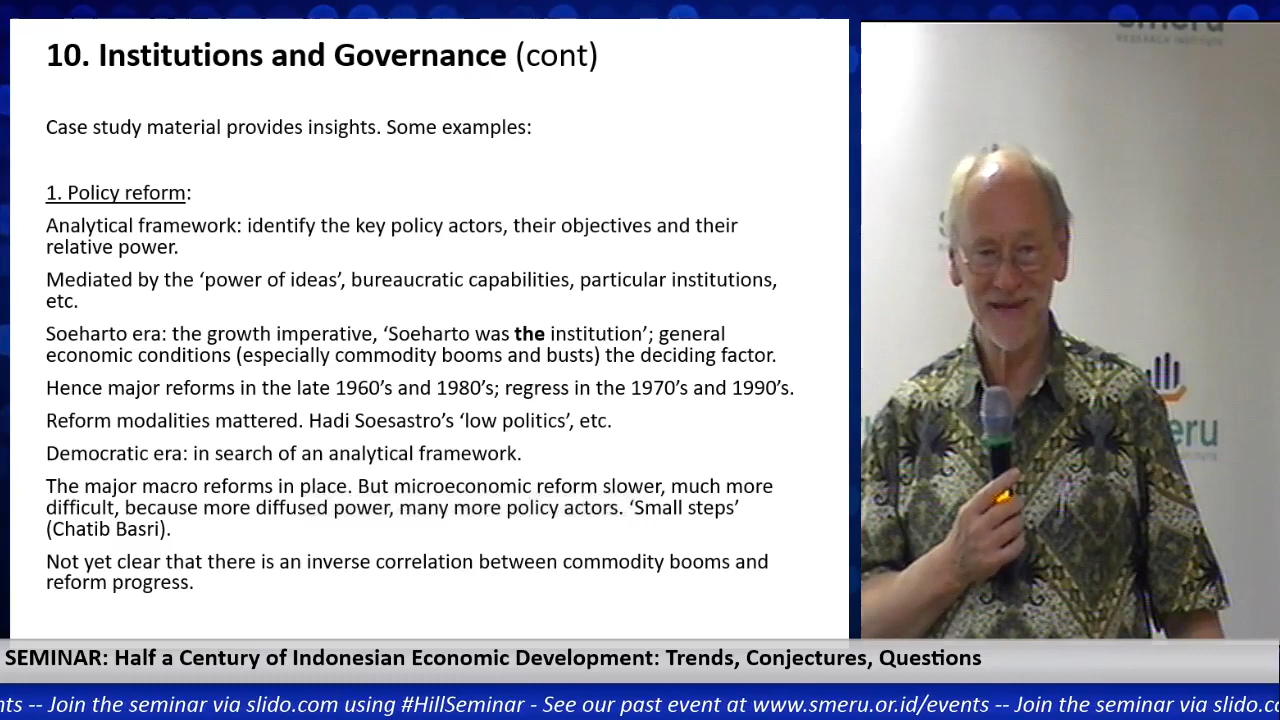 10. Institutions and Governance (cont)
Case study material provides insights. Some examples:
1. Policy reform:
Analytical framework: identify the key policy actors, their objectives and their
relative power.
Mediated by the ‘power of ideas’, bureaucratic capabilities, particular institutions,
etc.
Soeharto era: the growth imperative, ‘Soeharto was the institution’; general
economic conditions (especially commodity booms and busts) the deciding factor.
Hence major reforms in the late 1960’s and 1980’s; regress in the 1970’s and 1990’s.
Reform modalities mattered. Hadi Soesastro’s ‘low politics’, etc.
Democratic era: in search of an analytical framework.
The major macro reforms in place. But microeconomic reform slower, much more
difficult, because more diffused power, many more policy actors. ‘Small steps’
(Chatib Basri).
Not yet clear that there is an inverse correlation between commodity booms and
reform progress.
smeru
RESEARCH INSTITUTE
meru
SEMINAR: Half a Century of Indonesian Economic Development: Trends, Conjectures, Questions
nts -- Join the seminar via slido.com using #HillSeminar - See our past event at www.smeru.or.id/events -- Join the seminar via slido.co